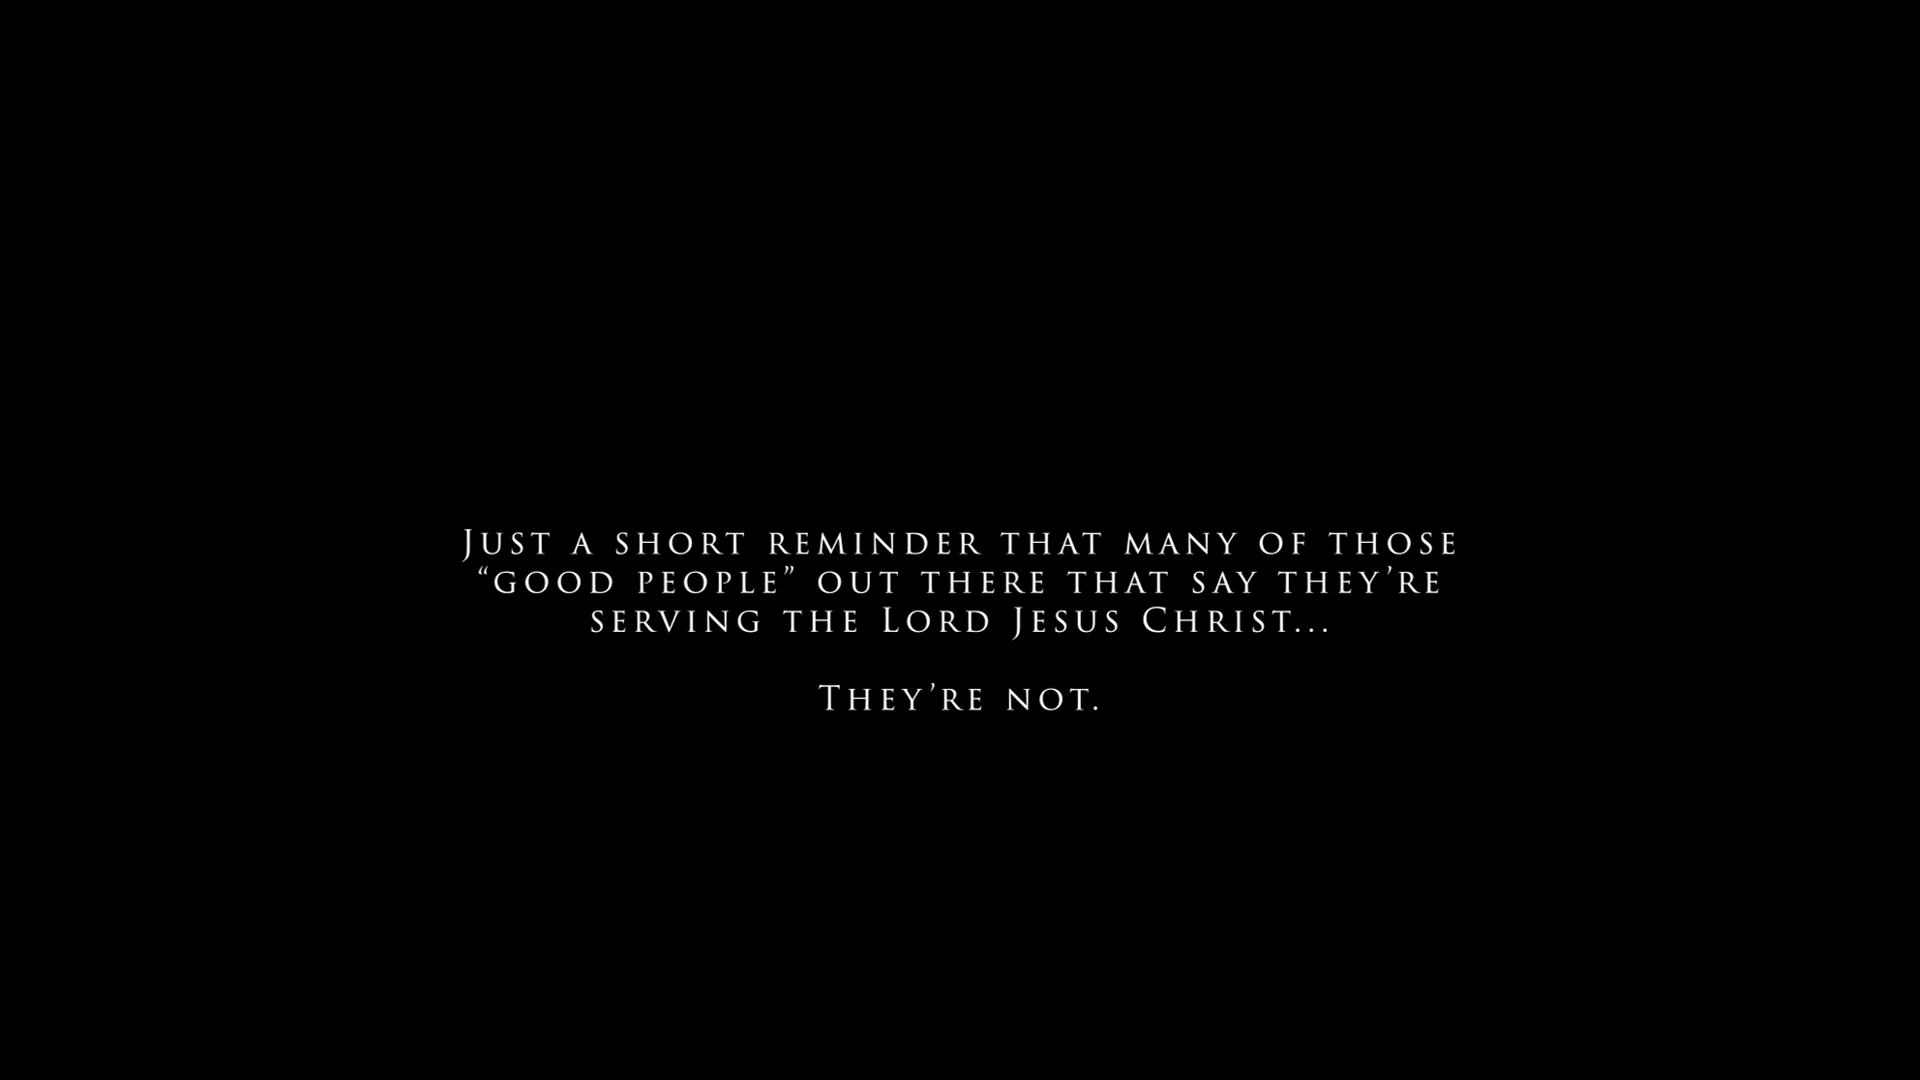 Just a short reminder that many of those
“good people” out there that say they’re
serving the Lord Jesus Christ...
They’re not.